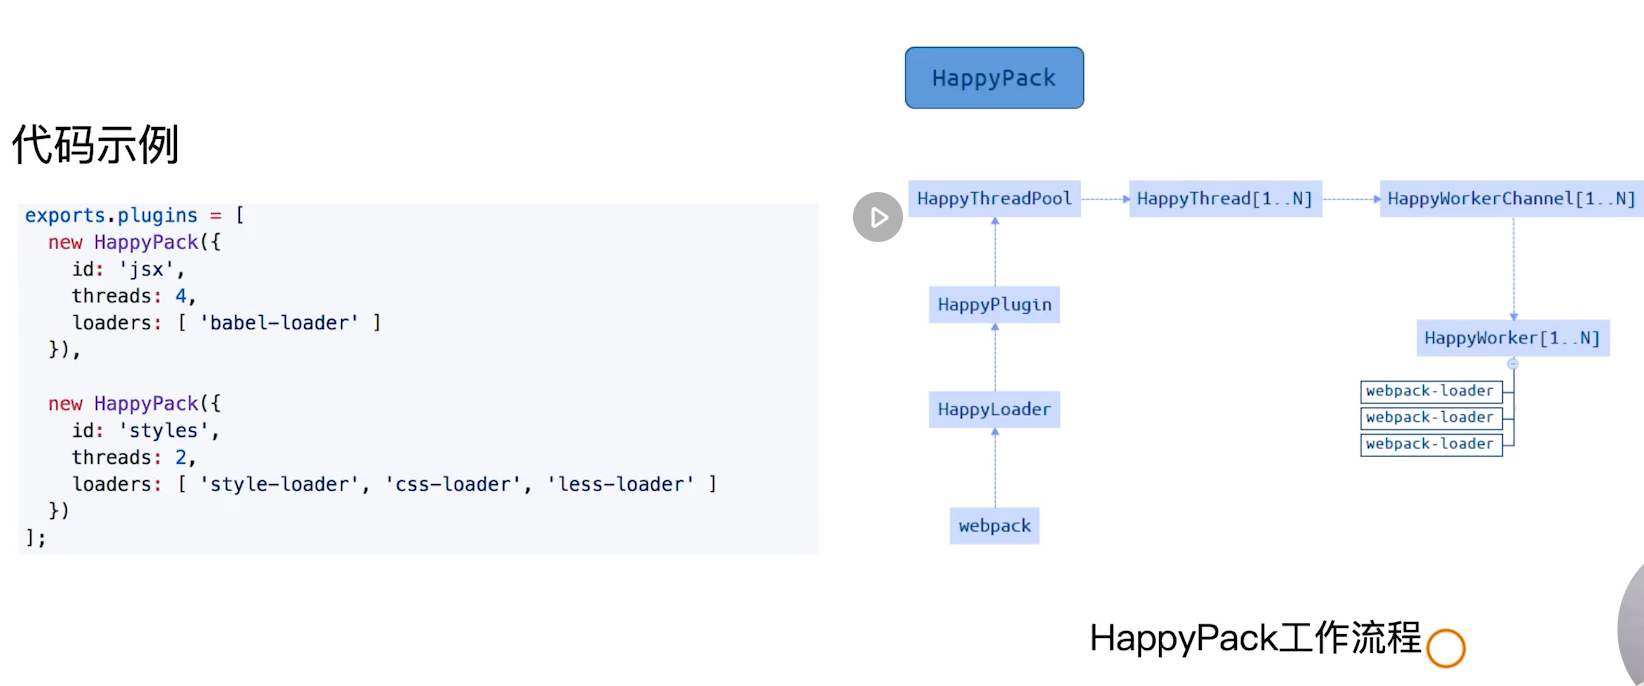 代码示例
exports.plugins = [
  new HappyPack({
    id: 'jsx',
    threads: 4,
    loaders: [ 'babel-loader' ]
  }),

  new HappyPack({
    id: 'styles',
    threads: 2,
    loaders: [ 'style-loader', 'css-loader', 'less-loader' ]
  })
];
HappyPack
HappyThreadPool
HappyThread[1..N]
HappyWorkerChannel[1..N]
HappyPlugin
HappyWorker[1..N]
webpack-loader
webpack-loader
webpack-loader
HappyLoader
webpack
HappyPack工作流程